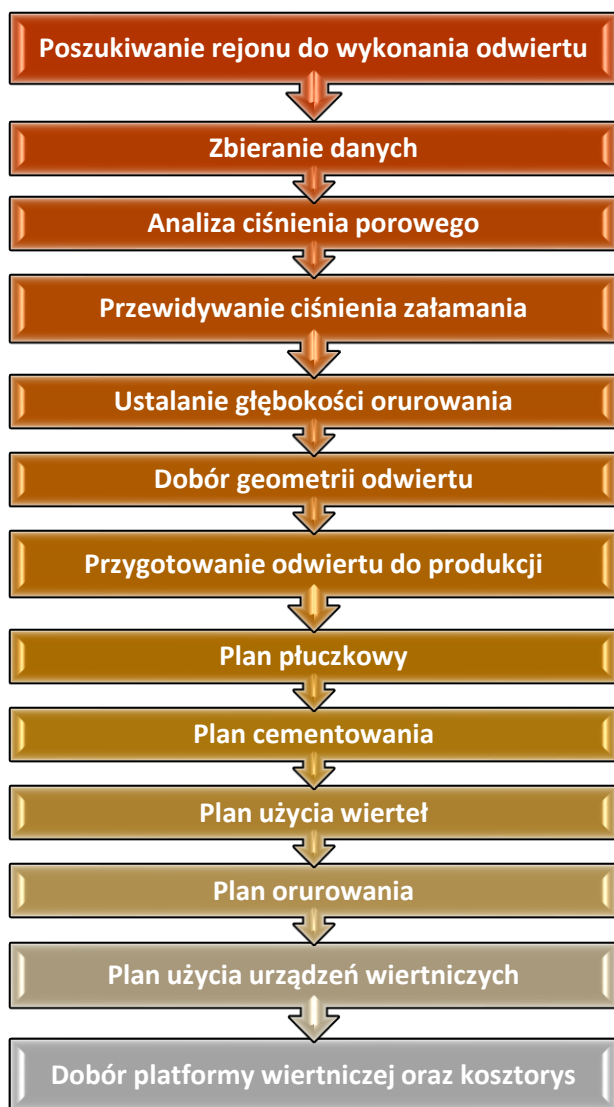 Poszukiwanie rejonu do wykonania odwiertu
Zbieranie danych
Analiza ciśnienia porowego
Przewidywanie ciśnienia załamania
Ustalanie głębokości orurowania
Dobór geometrii odwiertu
Przygotowanie odwiertu do produkcji
Plan płuczkowy
Plan cementowania
Plan użycia wierteł
Plan orurowania
Plan użycia urządzeń wiertniczych
Dobór platformy wiertniczej oraz kosztorys